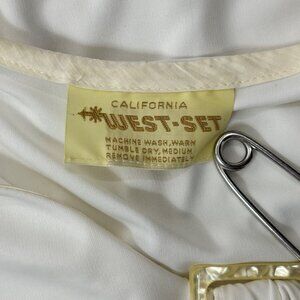 CALIFORNIA
WEST-SET
MACHINE WASH, WARM
TUMBLE DRY, MEDIUM
REMOVE IMMEDIATELY